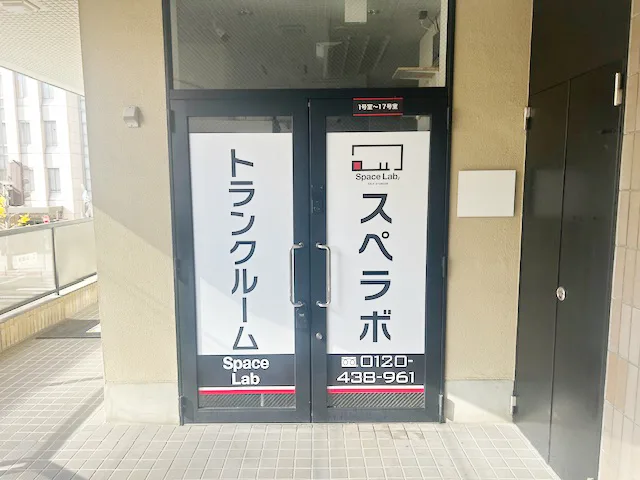 1号室~17号室
トランクルーム
Space
Lab
Space Lab.
スペラボ
0120-
438-961